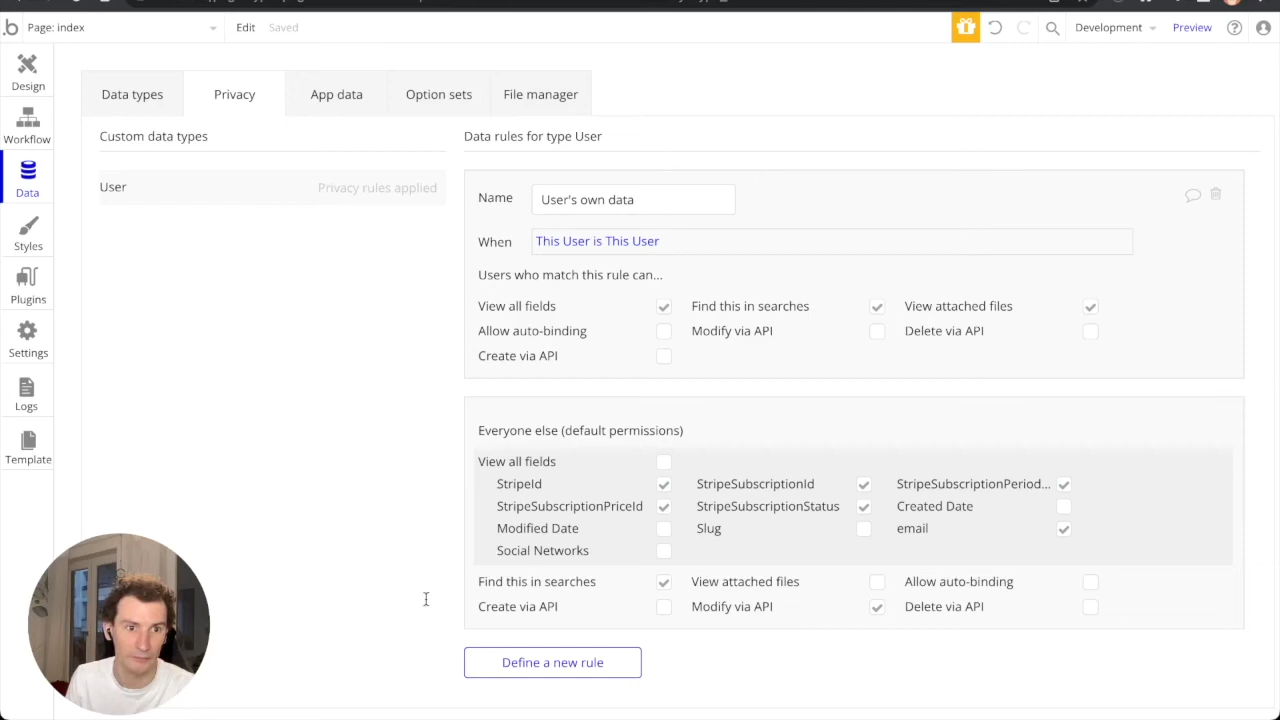 Page: index
Edit
Saved
Development
Preview
Design
Workflow
Data
Styles
Plugins
Settings
Logs
Template
Data types
Privacy
App data
Option sets
File manager
Custom data types
User
Privacy rules applied
Data rules for type User
Name
User's own data
When
This User is This User
Users who match this rule can...
View all fields
Find this in searches
View attached files
Allow auto-binding
Modify via API
Delete via API
Create via API
Everyone else (default permissions)
View all fields
StripeId
StripeSubscriptionId
StripeSubscriptionPeriod...
StripeSubscriptionPriceId
StripeSubscriptionStatus
Created Date
Modified Date
Slug
email
Social Networks
Find this in searches
View attached files
Allow auto-binding
Create via API
Modify via API
Delete via API
Define a new rule